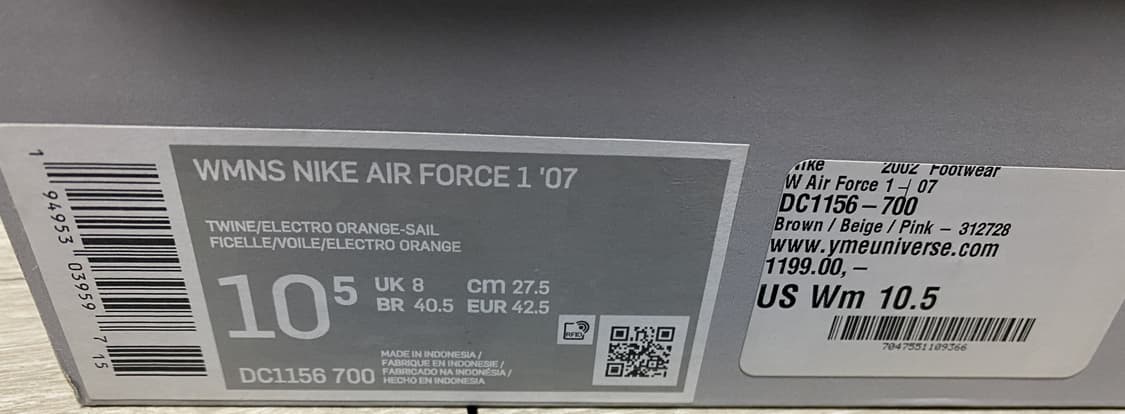 1 94953 03959 7 15
WMNS NIKE AIR FORCE 1 '07
TWINE/ELECTRO ORANGE-SAIL
FICELLE/VOILE/ELECTRO ORANGE
10⁵
UK 8 cm 27.5
BR 40.5 EUR 42.5
RFID
MADE IN INDONESIA /
FABRIQUE EN INDONESIE /
FABRICADO NA INDONÉSIA /
HECHO EN INDONESIA
DC1156 700
Nike 2002 Footwear
W Air Force 1 - 07
DC1156 - 700
Brown / Beige / Pink - 312728
www.ymeuniverse.com
1199.00,-
US Wm 10.5
7047551109366